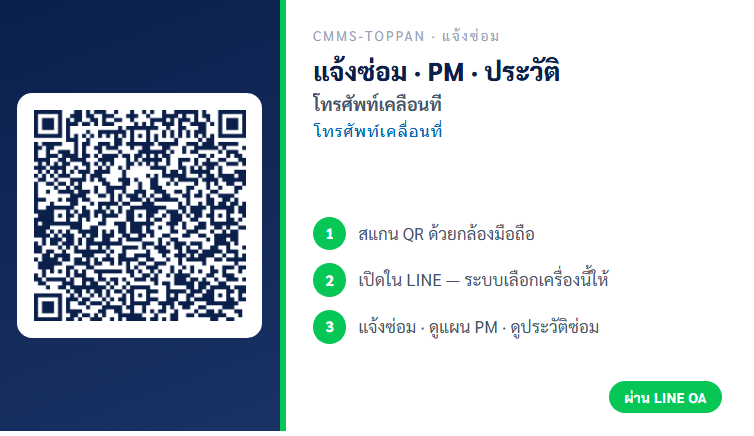 CMMS-TOPPAN · แจ้งซ่อม
แจ้งซ่อม · PM · ประวัติ
โทรศัพท์เคลื่อนที่
โทรศัพท์เคลื่อนที่
1 สแกน QR ด้วยกล้องมือถือ
2 เปิดใน LINE — ระบบเลือกเครื่องนี้ให้
3 แจ้งซ่อม · ดูแผน PM · ดูประวัติซ่อม
ผ่าน LINE OA